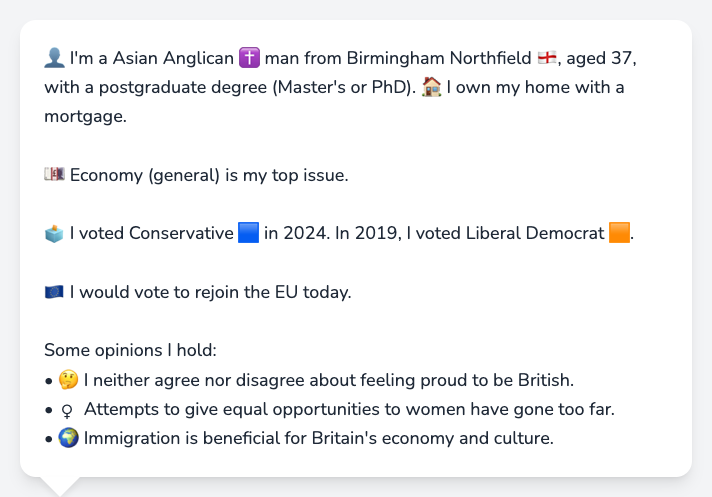 👤 I'm a Asian Anglican ✝️ man from Birmingham Northfield 🏴󠁧󠁢󠁥󠁮󠁧󠁿, aged 37,
with a postgraduate degree (Master's or PhD). 🏠 I own my home with a
mortgage.
💷 Economy (general) is my top issue.
🗳️ I voted Conservative 🟦 in 2024. In 2019, I voted Liberal Democrat 🟧.
🇪🇺 I would vote to rejoin the EU today.
Some opinions I hold:
• 🤔 I neither agree nor disagree about feeling proud to be British.
• ♀ Attempts to give equal opportunities to women have gone too far.
• 🌍 Immigration is beneficial for Britain's economy and culture.